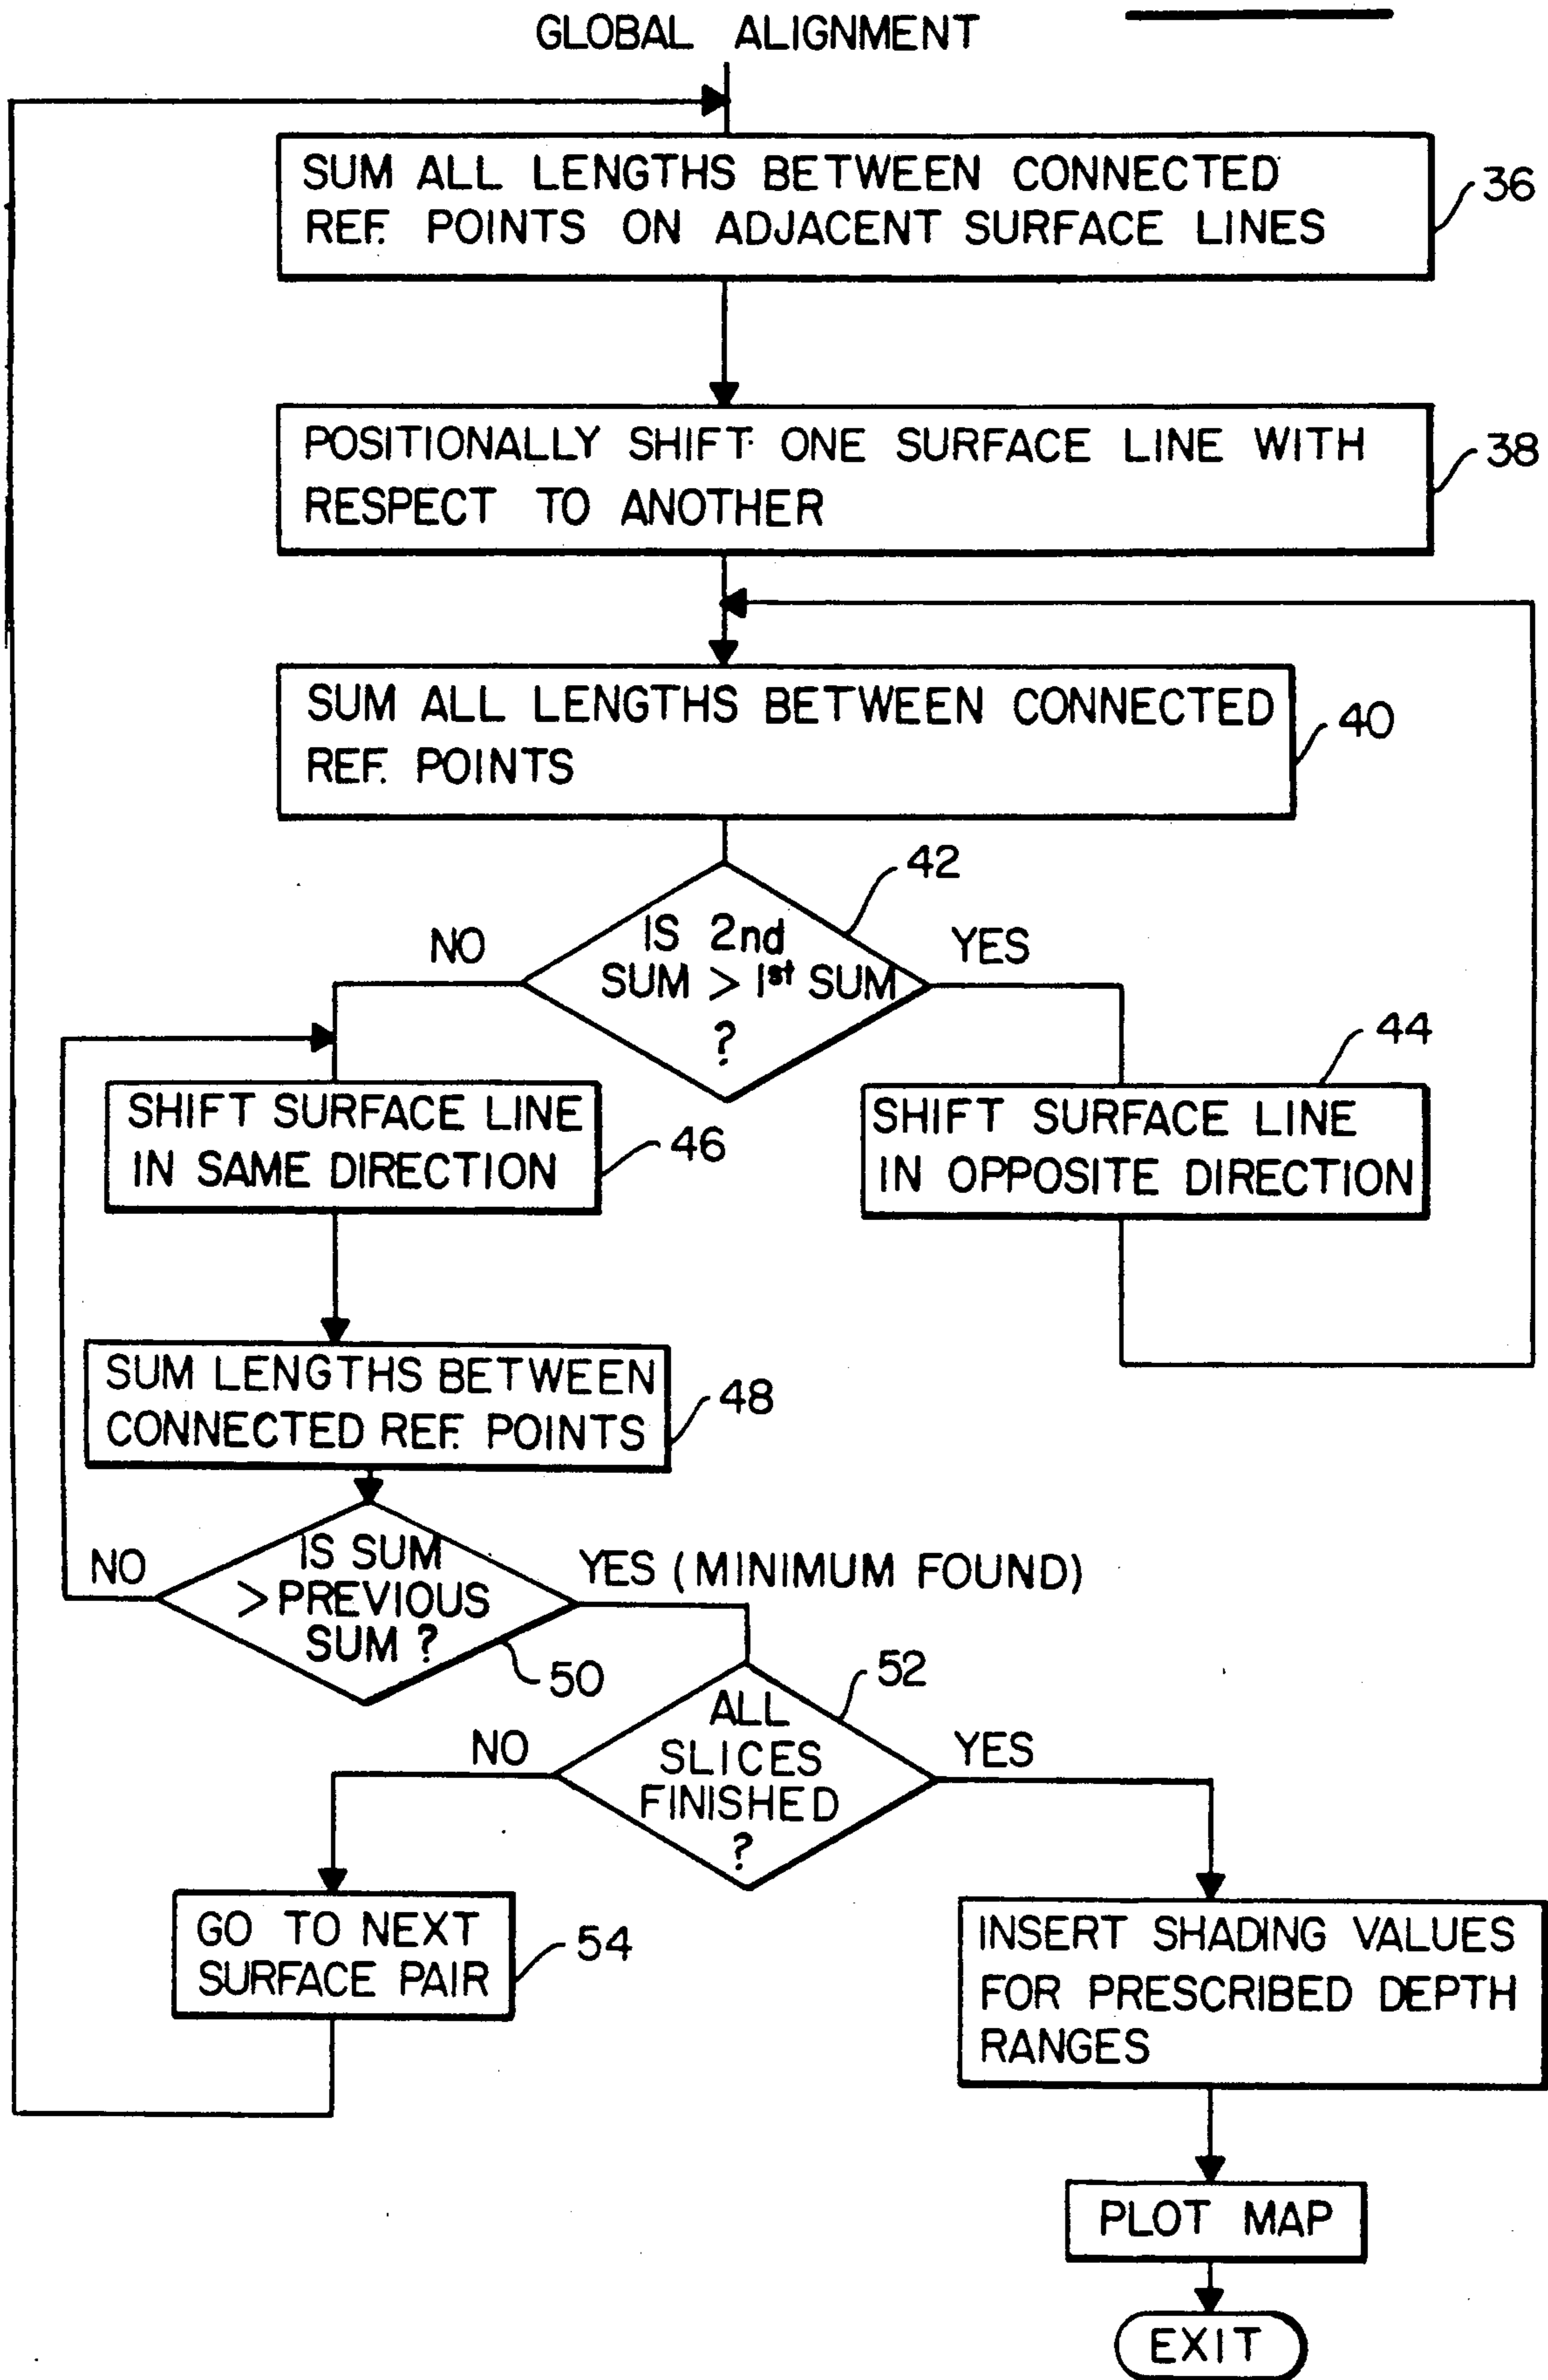 GLOBAL ALIGNMENT
SUM ALL LENGTHS BETWEEN CONNECTED
REF. POINTS ON ADJACENT SURFACE LINES
36
POSITIONALLY SHIFT ONE SURFACE LINE WITH
RESPECT TO ANOTHER
38
SUM ALL LENGTHS BETWEEN CONNECTED
REF. POINTS
40
42
NO
IS 2nd
SUM > 1st SUM
?
YES
44
SHIFT SURFACE LINE
IN SAME DIRECTION
46
SHIFT SURFACE LINE
IN OPPOSITE DIRECTION
SUM LENGTHS BETWEEN
CONNECTED REF. POINTS
48
NO
IS SUM
> PREVIOUS
SUM ?
50
YES (MINIMUM FOUND)
52
NO
ALL
SLICES
FINISHED
?
YES
GO TO NEXT
SURFACE PAIR
54
INSERT SHADING VALUES
FOR PRESCRIBED DEPTH
RANGES
PLOT MAP
EXIT